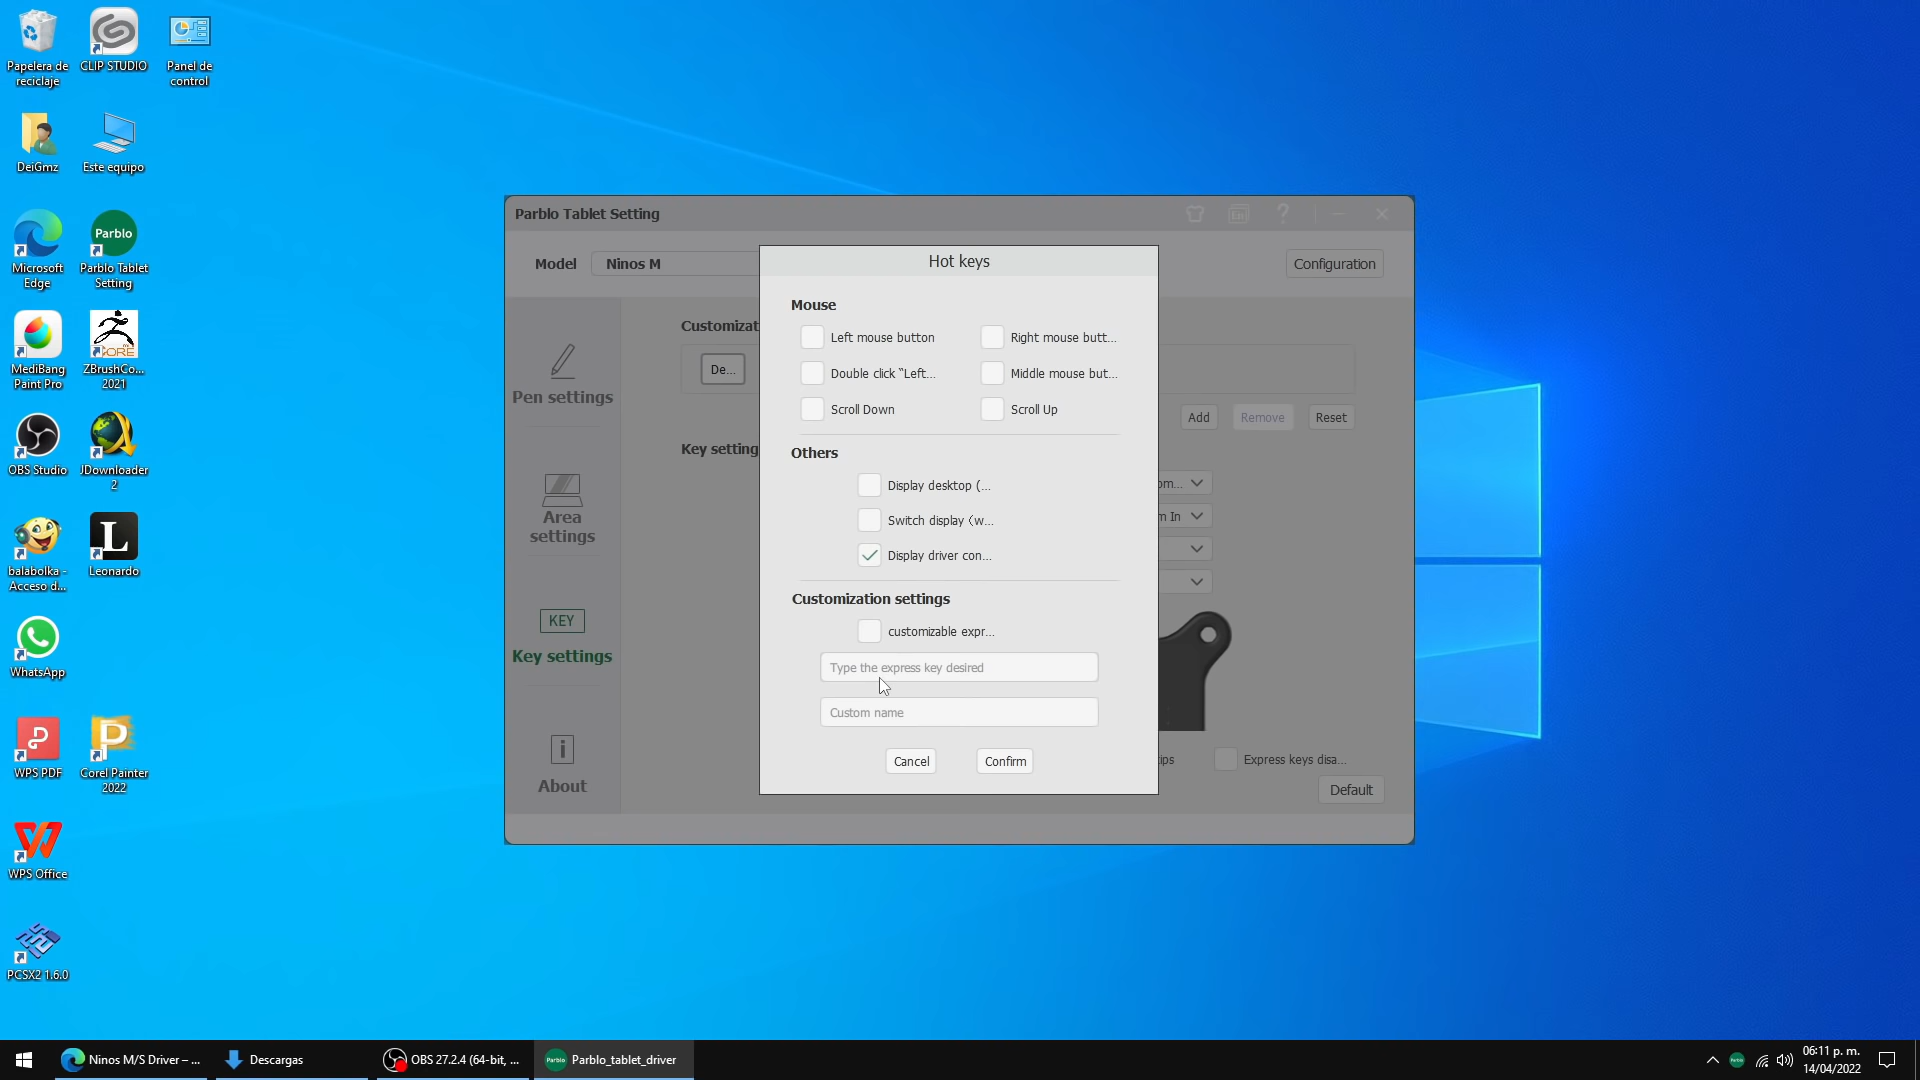 Papelera de
reciclaje
CLIP STUDIO
Panel de
control
DeiGmz
Este equipo
Microsoft
Edge
Parblo
Parblo Tablet
Setting
MediBang
Paint Pro
CORE
ZBrushCo...
2021
OBS Studio
JDownloader
2
balabolka -
Acceso d...
L
Leonardo
WhatsApp
WPS PDF
Corel Painter
2022
WPS Office
PCSX2 1.6.0
Parblo Tablet Setting
En
?
Model
Ninos M
Configuration
Pen settings
Area
settings
KEY
Key settings
i
About
Customizat
De...
Add
Remove
Reset
Key setting
om...
m In
ips
Express keys disa...
Default
Hot keys
Mouse
Left mouse button
Right mouse butt...
Double click “Left...
Middle mouse but...
Scroll Down
Scroll Up
Others
Display desktop (...
Switch display (w...
Display driver con...
Customization settings
customizable expr...
Type the express key desired
Custom name
Cancel
Confirm
Ninos M/S Driver – ...
Descargas
OBS 27.2.4 (64-bit, ...
Parblo
Parblo_tablet_driver
06:11 p. m.
14/04/2022